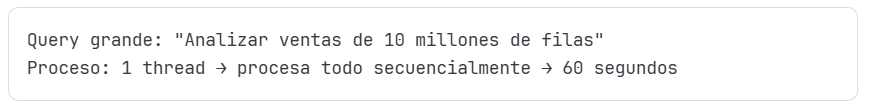 Query grande: "Analizar ventas de 10 millones de filas"
Proceso: 1 thread → procesa todo secuencialmente → 60 segundos